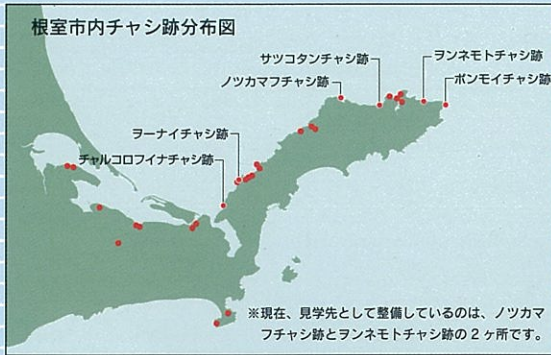 根室市内チャシ跡分布図
サツコタンチャシ跡
ヲンネモトチャシ跡
ノツカマフチャシ跡
ポンモイチャシ跡
ヲーナイチャシ跡
チャルコロフイナチャシ跡
※現在、見学先として整備しているのは、ノツカマ
フチャシ跡とヲンネモトチャシ跡の2ヶ所です。